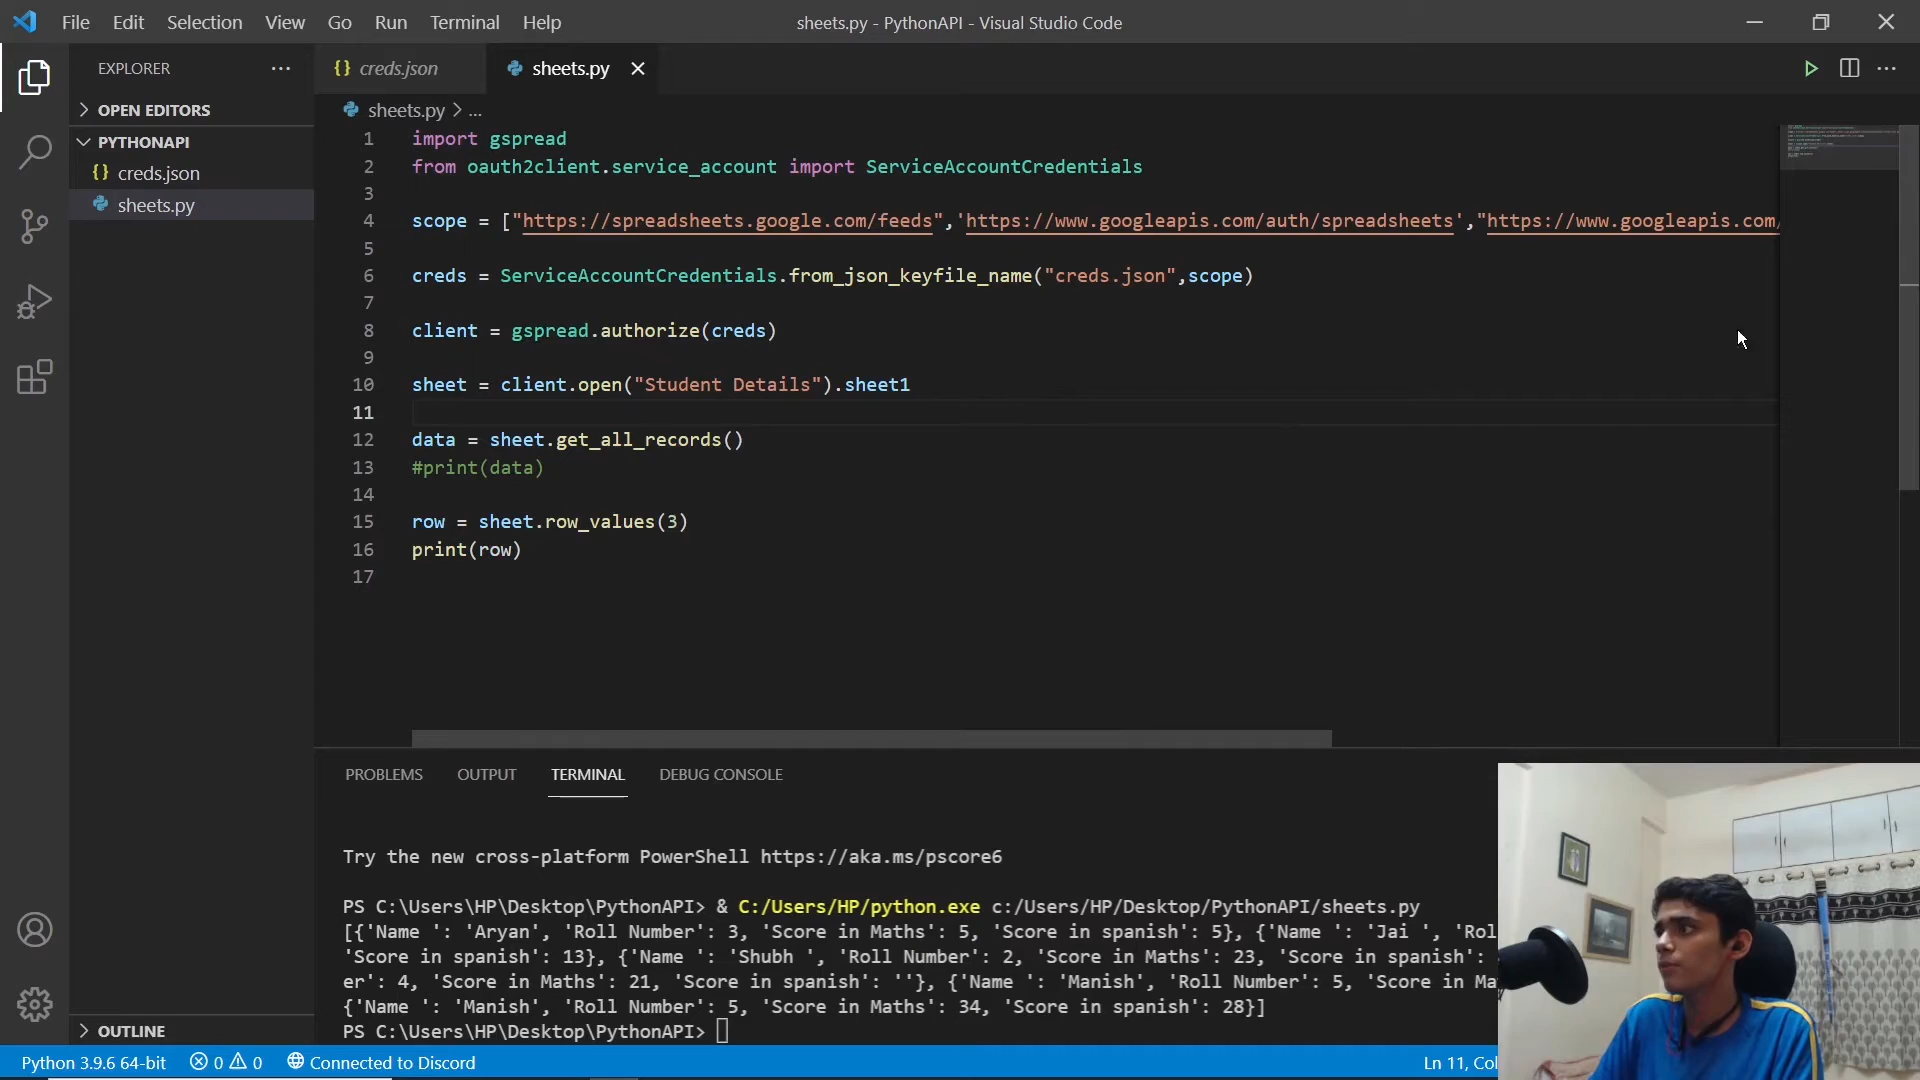 File Edit Selection View Go Run Terminal Help
sheets.py - PythonAPI - Visual Studio Code
EXPLORER
creds.json
sheets.py
OPEN EDITORS
PYTHONAPI
creds.json
sheets.py
OUTLINE
sheets.py > ...
1 import gspread
2 from oauth2client.service_account import ServiceAccountCredentials
3
4 scope = ["https://spreadsheets.google.com/feeds",'https://www.googleapis.com/auth/spreadsheets',"https://www.googleapis.com/
5
6 creds = ServiceAccountCredentials.from_json_keyfile_name("creds.json",scope)
7
8 client = gspread.authorize(creds)
9
10 sheet = client.open("Student Details").sheet1
11
12 data = sheet.get_all_records()
13 #print(data)
14
15 row = sheet.row_values(3)
16 print(row)
17
PROBLEMS OUTPUT TERMINAL DEBUG CONSOLE
Try the new cross-platform PowerShell https://aka.ms/pscore6
PS C:\Users\HP\Desktop\PythonAPI> & C:/Users/HP/python.exe c:/Users/HP/Desktop/PythonAPI/sheets.py
[{'Name ': 'Aryan', 'Roll Number': 3, 'Score in Maths': 5, 'Score in spanish': 5}, {'Name ': 'Jai ', 'Rol
'Score in spanish': 13}, {'Name ': 'Shubh ', 'Roll Number': 2, 'Score in Maths': 23, 'Score in spanish':
er': 4, 'Score in Maths': 21, 'Score in spanish': ''}, {'Name ': 'Manish', 'Roll Number': 5, 'Score in Ma
{'Name ': 'Manish', 'Roll Number': 5, 'Score in Maths': 34, 'Score in spanish': 28}]
PS C:\Users\HP\Desktop\PythonAPI>
Python 3.9.6 64-bit 0 0 Connected to Discord
Ln 11, Col